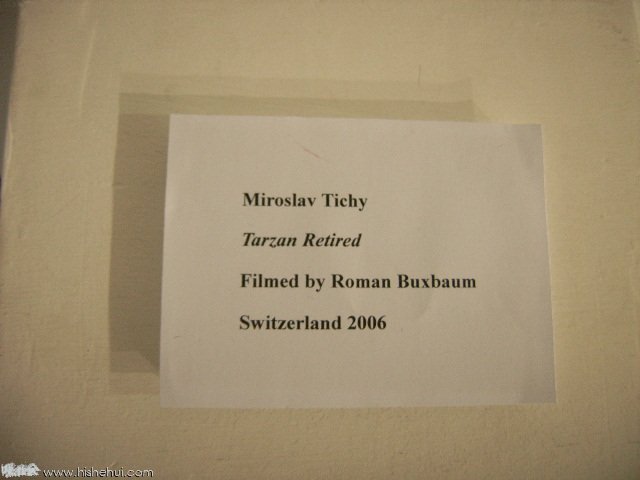 Miroslav Tichy
Tarzan Retired
Filmed by Roman Buxbaum
Switzerland 2006
www.hishehui.com